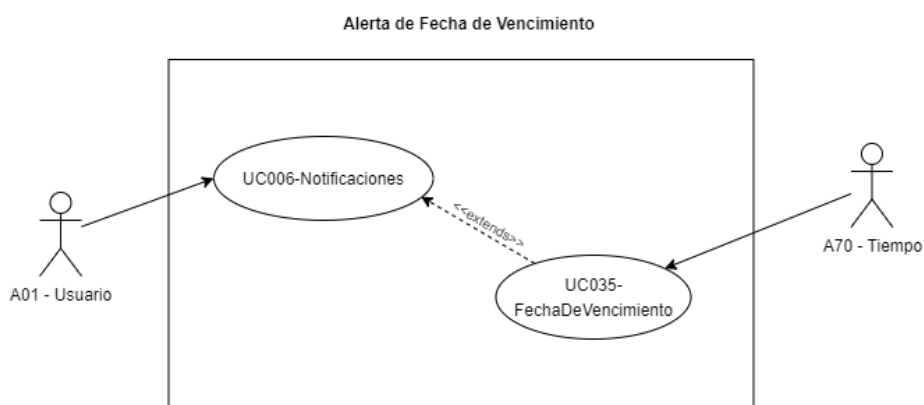 Alerta de Fecha de Vencimiento
UC006-Notificaciones
<<extends>>
A01 - Usuario
A70 - Tiempo
UC035-
FechaDeVencimiento